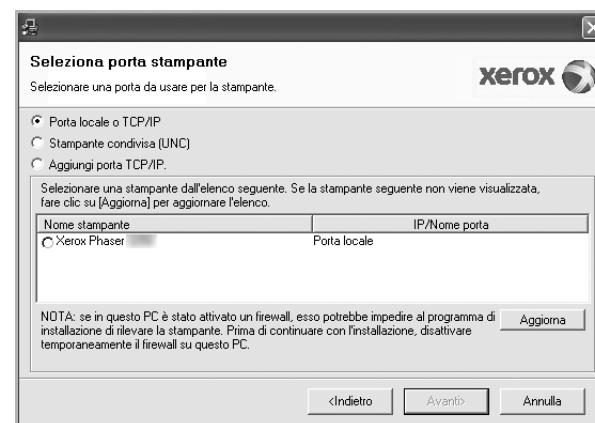 Seleziona porta stampante
Selezionare una porta da usare per la stampante.
xerox
Porta locale o TCP/IP
Stampante condivisa (UNC)
Aggiungi porta TCP/IP.
Selezionare una stampante dall'elenco seguente. Se la stampante seguente non viene visualizzata,
fare clic su [Aggiorna] per aggiornare l'elenco.
Nome stampante IP/Nome porta
Xerox Phaser Porta locale
NOTA: se in questo PC è stato attivato un firewall, esso potrebbe impedire al programma di
installazione di rilevare la stampante. Prima di continuare con l'installazione, disattivare
temporaneamente il firewall su questo PC.
Aggiorna
<Indietro Avanti> Annulla